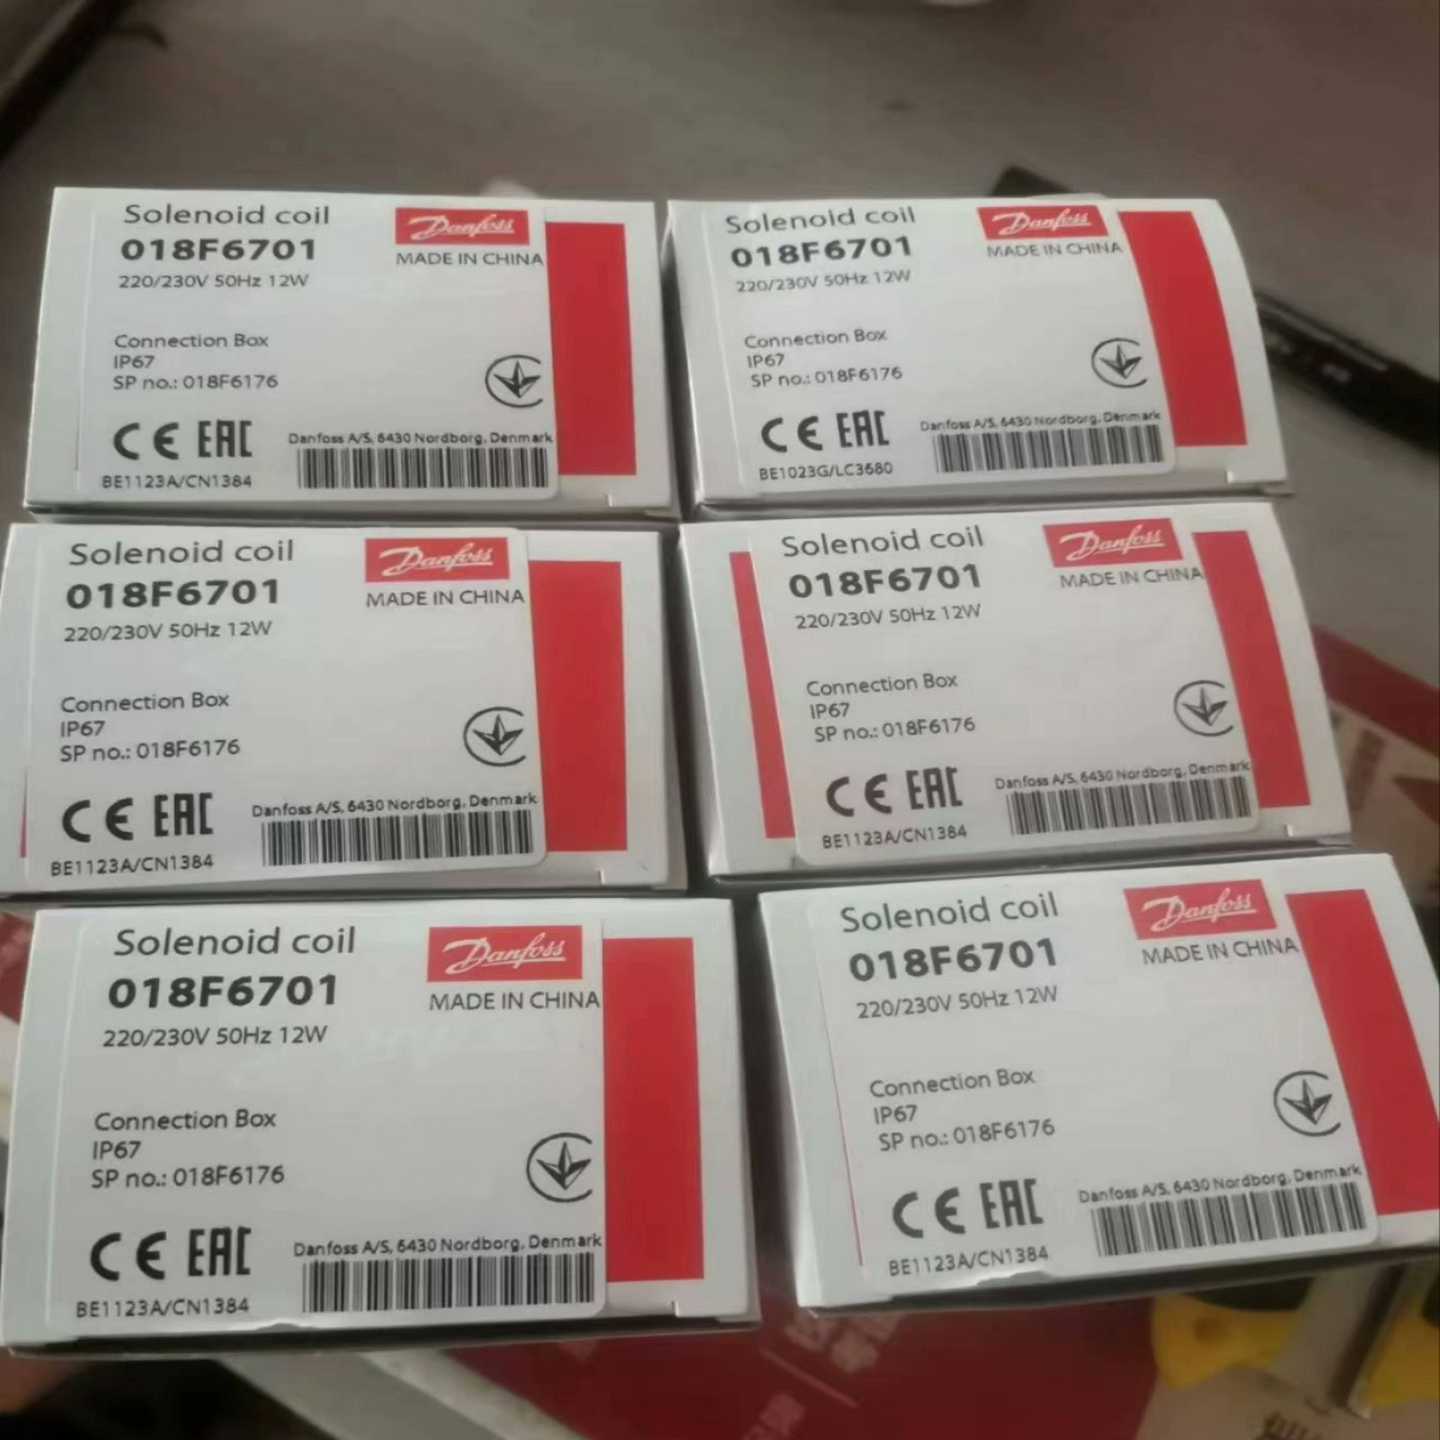 Solenoid coil
Danfoss
018F6701
MADE IN CHINA
220/230V 50Hz 12W
Connection Box
IP67
SP no.: 018F6176
CE EAC
Danfoss A/S, 6430 Nordborg, Denmark
BE1123A/CN1384
Solenoid coil
Danfoss
018F6701
MADE IN CHINA
220/230V 50Hz 12W
Connection Box
IP67
SP no.: 018F6176
CE EAC
Danfoss A/S, 6430 Nordborg, Denmark
BE1023G/LC3680
Solenoid coil
Danfoss
018F6701
MADE IN CHINA
220/230V 50Hz 12W
Connection Box
IP67
SP no.: 018F6176
CE EAC
Danfoss A/S, 6430 Nordborg, Denmark
BE1123A/CN1384
Solenoid coil
Danfoss
018F6701
MADE IN CHINA
220/230V 50Hz 12W
Connection Box
IP67
SP no.: 018F6176
CE EAC
Danfoss A/S, 6430 Nordborg, Denmark
BE1123A/CN1384
Solenoid coil
Danfoss
018F6701
MADE IN CHINA
220/230V 50Hz 12W
Connection Box
IP67
SP no.: 018F6176
CE EAC
Danfoss A/S, 6430 Nordborg, Denmark
BE1123A/CN1384
Solenoid coil
Danfoss
018F6701
MADE IN CHINA
220/230V 50Hz 12W
Connection Box
IP67
SP no.: 018F6176
CE EAC
Danfoss A/S, 6430 Nordborg, Denmark
BE1123A/CN1384